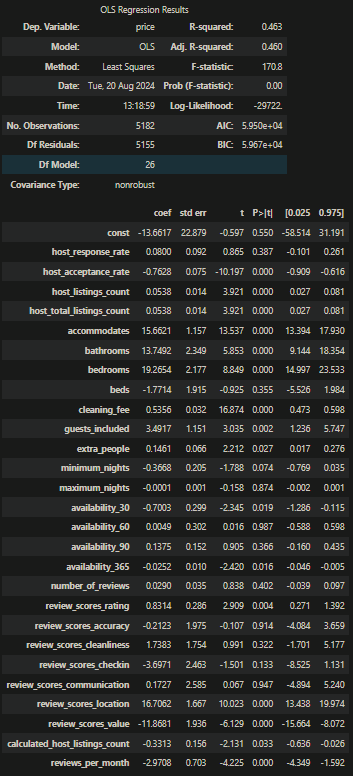 OLS Regression Results
Dep. Variable: price R-squared: 0.463
Model: OLS Adj. R-squared: 0.460
Method: Least Squares F-statistic: 170.8
Date: Tue, 20 Aug 2024 Prob (F-statistic): 0.00
Time: 13:18:59 Log-Likelihood: -29722.
No. Observations: 5182 AIC: 5.950e+04
Df Residuals: 5155 BIC: 5.967e+04
Df Model: 26
Covariance Type: nonrobust
coef std err t P>|t| [0.025 0.975]
const -13.6617 22.879 -0.597 0.550 -58.514 31.191
host_response_rate 0.0800 0.092 0.865 0.387 -0.101 0.261
host_acceptance_rate -0.7628 0.075 -10.197 0.000 -0.909 -0.616
host_listings_count 0.0538 0.014 3.921 0.000 0.027 0.081
host_total_listings_count 0.0538 0.014 3.921 0.000 0.027 0.081
accommodates 15.6621 1.157 13.537 0.000 13.394 17.930
bathrooms 13.7492 2.349 5.853 0.000 9.144 18.354
bedrooms 19.2654 2.177 8.849 0.000 14.997 23.533
beds -1.7714 1.915 -0.925 0.355 -5.526 1.984
cleaning_fee 0.5356 0.032 16.874 0.000 0.473 0.598
guests_included 3.4917 1.151 3.035 0.002 1.236 5.747
extra_people 0.1461 0.066 2.212 0.027 0.017 0.276
minimum_nights -0.3668 0.205 -1.788 0.074 -0.769 0.035
maximum_nights -0.0001 0.001 -0.158 0.874 -0.002 0.001
availability_30 -0.7003 0.299 -2.345 0.019 -1.286 -0.115
availability_60 0.0049 0.302 0.016 0.987 -0.588 0.598
availability_90 0.1375 0.152 0.905 0.366 -0.160 0.435
availability_365 -0.0252 0.010 -2.420 0.016 -0.046 -0.005
number_of_reviews 0.0290 0.035 0.838 0.402 -0.039 0.097
review_scores_rating 0.8314 0.286 2.909 0.004 0.271 1.392
review_scores_accuracy -0.2123 1.975 -0.107 0.914 -4.084 3.659
review_scores_cleanliness 1.7383 1.754 0.991 0.322 -1.701 5.177
review_scores_checkin -3.6971 2.463 -1.501 0.133 -8.525 1.131
review_scores_communication 0.1727 2.585 0.067 0.947 -4.894 5.240
review_scores_location 16.7062 1.667 10.023 0.000 13.438 19.974
review_scores_value -11.8681 1.936 -6.129 0.000 -15.664 -8.072
calculated_host_listings_count -0.3313 0.156 -2.131 0.033 -0.636 -0.026
reviews_per_month -2.9708 0.703 -4.225 0.000 -4.349 -1.592